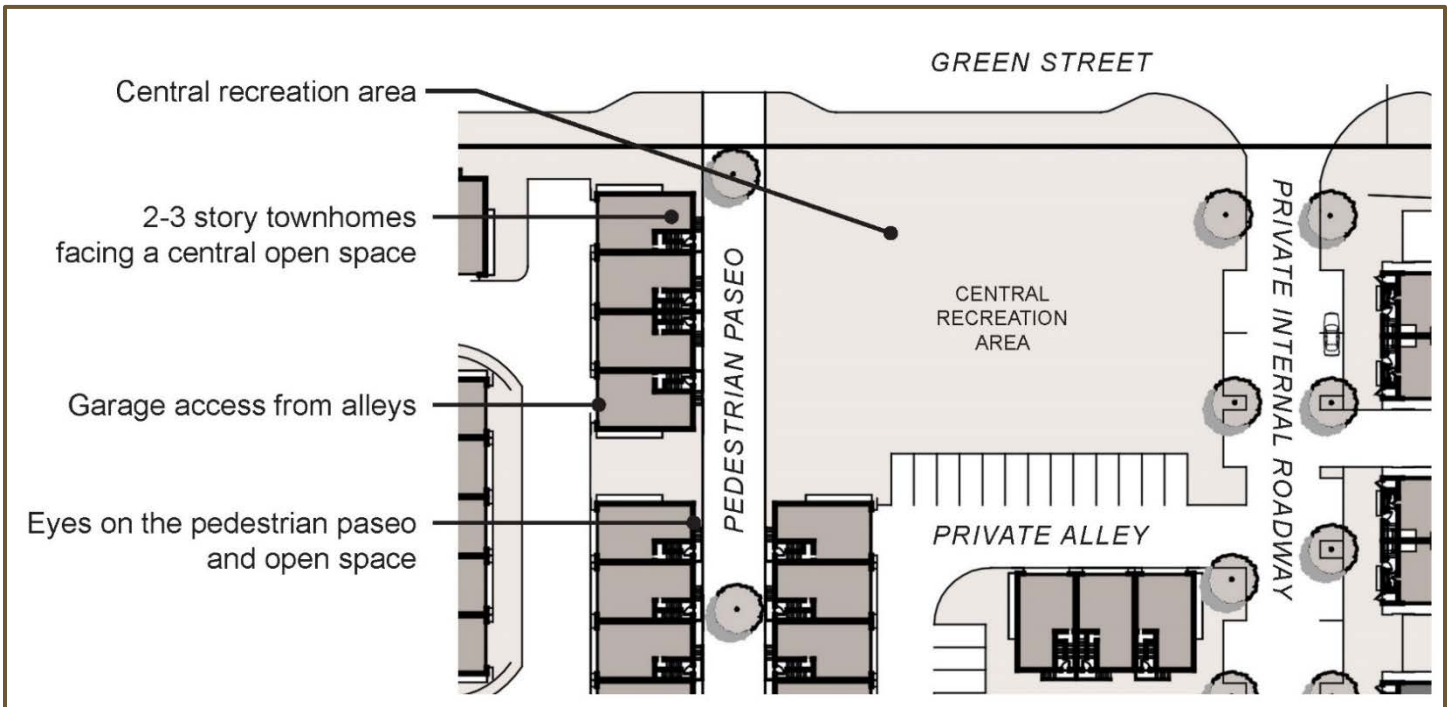 GREEN STREET
Central recreation area
2-3 story townhomes
facing a central open space
Garage access from alleys
Eyes on the pedestrian paseo
and open space
PEDESTRIAN PASEO
CENTRAL
RECREATION
AREA
PRIVATE ALLEY
PRIVATE INTERNAL ROADWAY